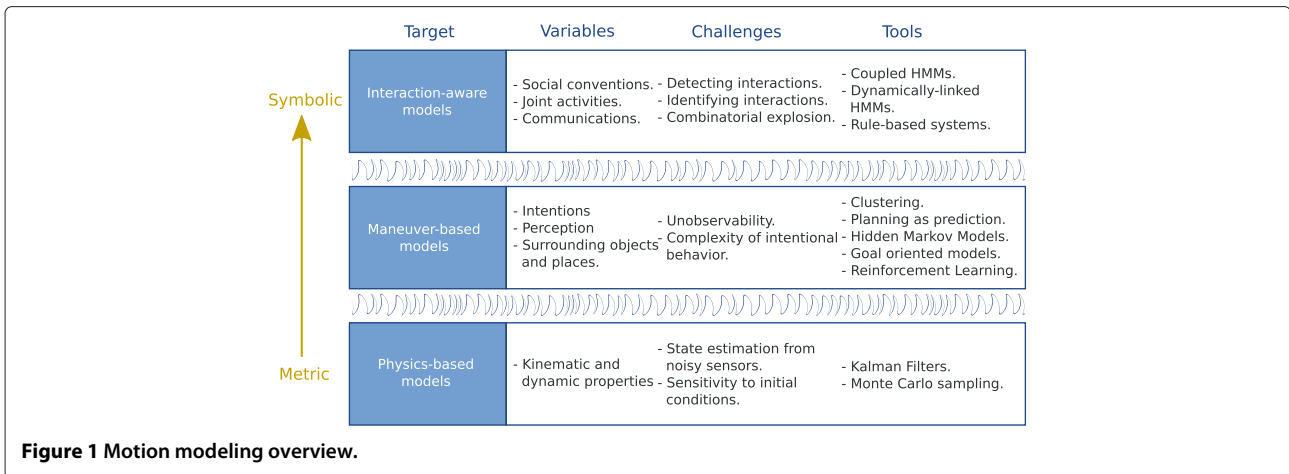 Target Variables Challenges Tools
Symbolic
Interaction-aware
models
- Social conventions.
- Joint activities.
- Communications.
- Detecting interactions.
- Identifying interactions.
- Combinatorial explosion.
- Coupled HMMs.
- Dynamically-linked
HMMs.
- Rule-based systems.
Maneuver-based
models
- Intentions
- Perception
- Surrounding objects
and places.
- Unobservability.
- Complexity of intentional
behavior.
- Clustering.
- Planning as prediction.
- Hidden Markov Models.
- Goal oriented models.
- Reinforcement Learning.
Metric
Physics-based
models
- Kinematic and
dynamic properties
- State estimation from
noisy sensors.
- Sensitivity to initial
conditions.
- Kalman Filters.
- Monte Carlo sampling.
Figure 1 Motion modeling overview.